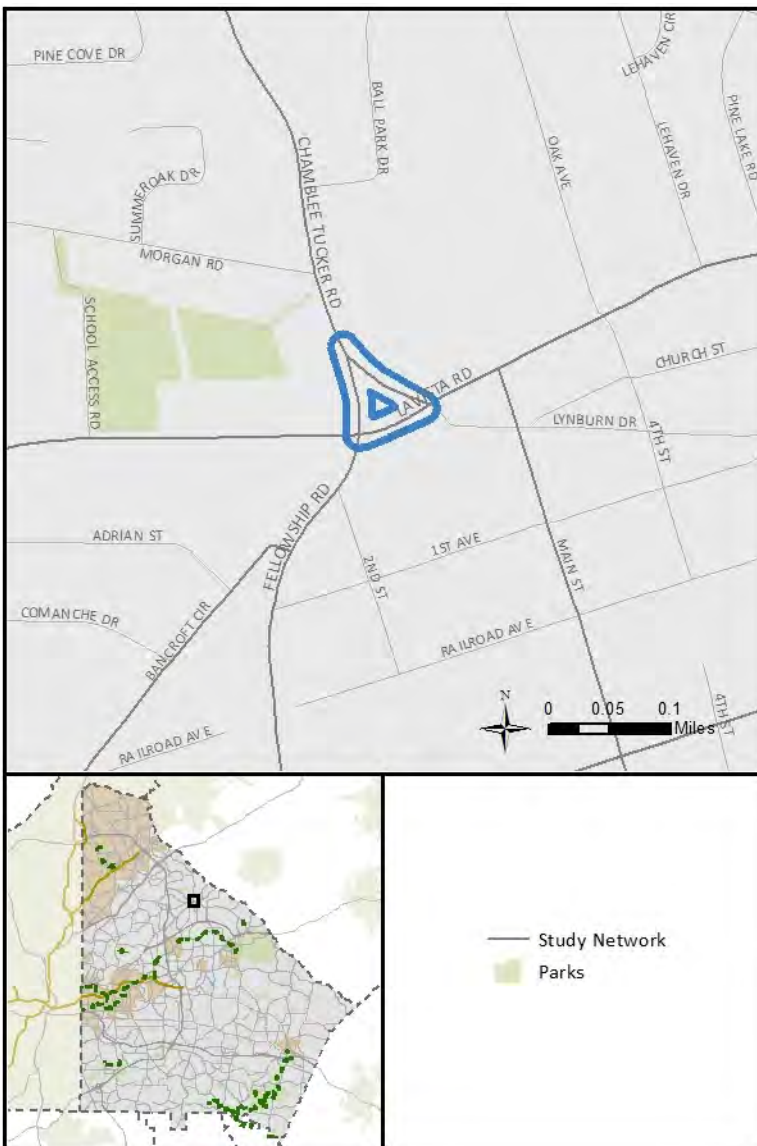 PINE COVE DR
BALL PARK DR
LEHAVEN CIR
PINE LAKE RD
LEHAVEN DR
OAK AVE
CHAMBLEE TUCKER RD
SUMMEROAK DR
MORGAN RD
SCHOOL ACCESS RD
LAVISTA RD
CHURCH ST
LYNBURN DR
4TH ST
FELLOWSHIP RD
ADRIAN ST
1ST AVE
2ND ST
MAIN ST
COMANCHE DR
BANCROFT CIR
RAILROAD AVE
RAILROAD AVE
4TH ST
N
0 0.05 0.1
Miles
Study Network
Parks